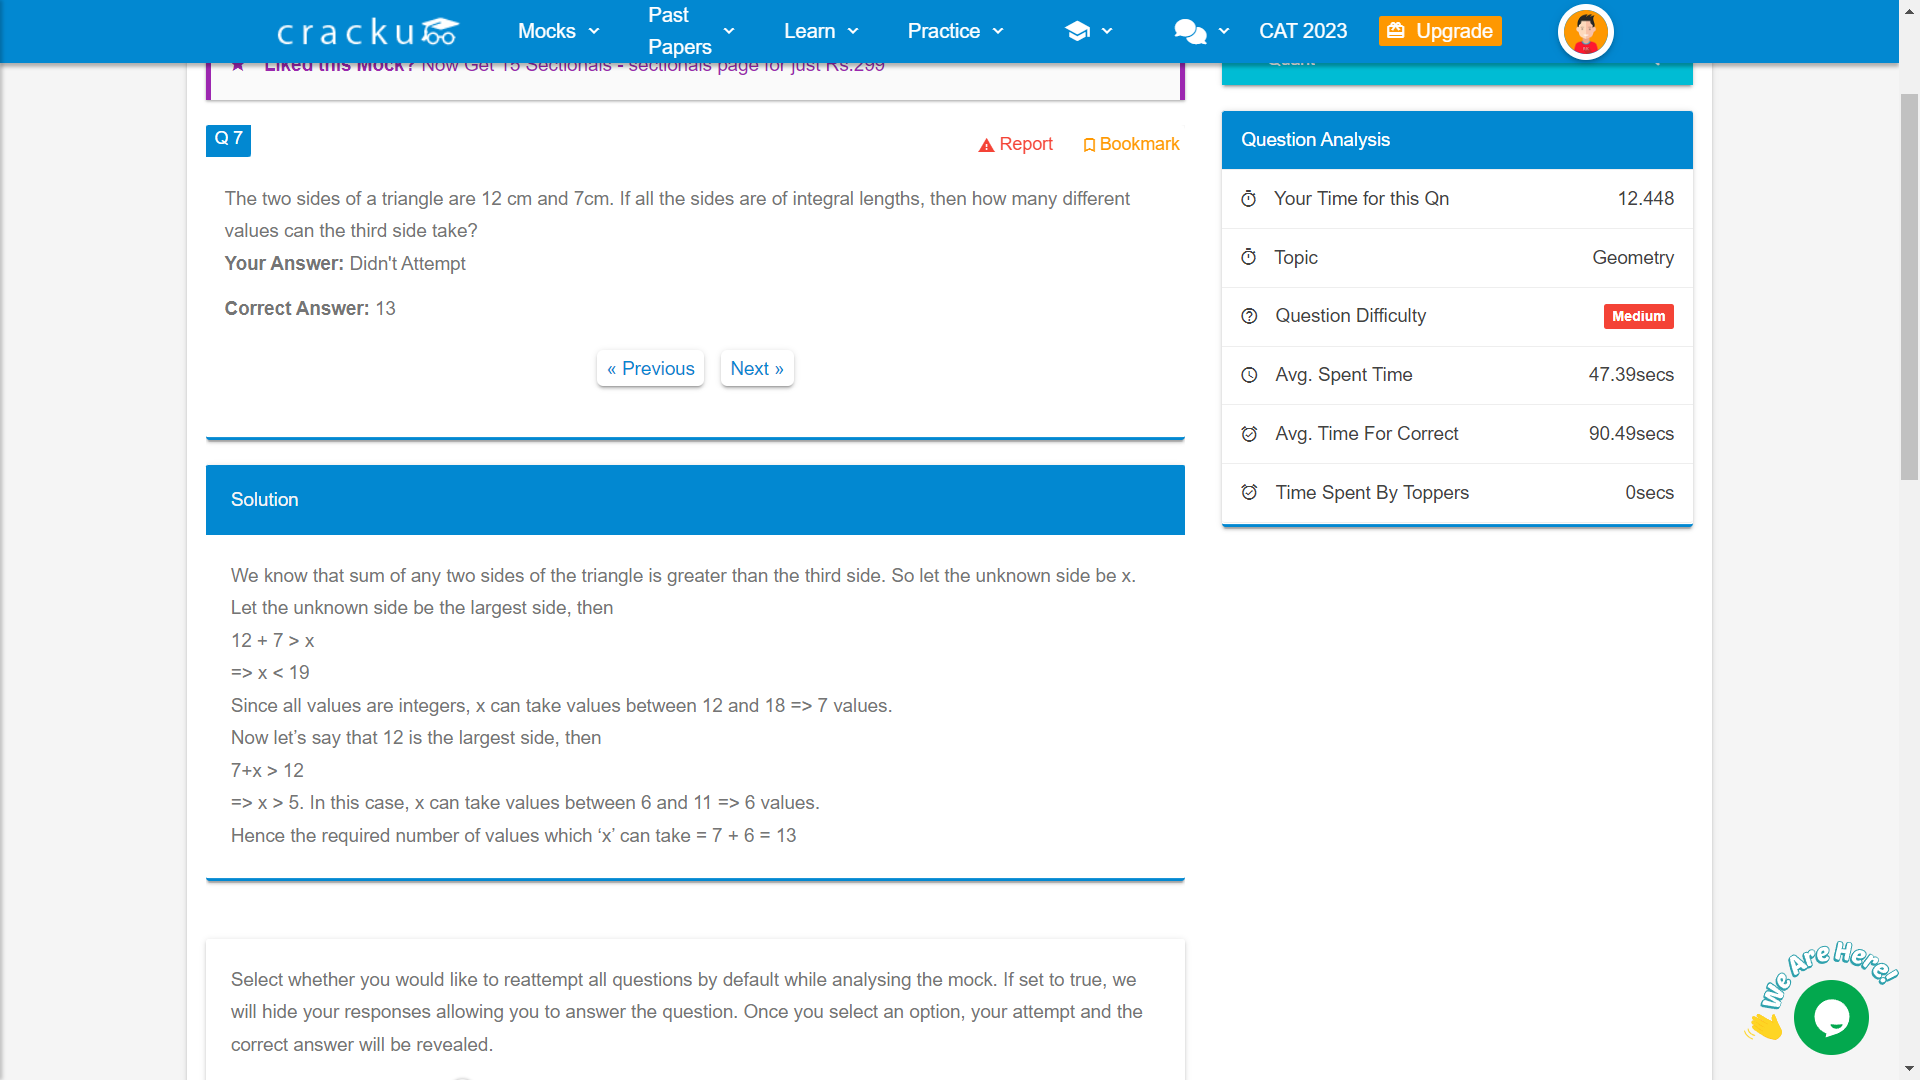 cracku
Mocks
Past Papers
Learn
Practice
CAT 2023
Upgrade
Liked this Mock? Now Get 15 Sectionals - sectionals page for just Rs.299
Quant
Q 7
Report
Bookmark
The two sides of a triangle are 12 cm and 7cm. If all the sides are of integral lengths, then how many different
values can the third side take?
Your Answer: Didn't Attempt
Correct Answer: 13
« Previous
Next »
Solution
We know that sum of any two sides of the triangle is greater than the third side. So let the unknown side be x.
Let the unknown side be the largest side, then
12 + 7 > x
=> x < 19
Since all values are integers, x can take values between 12 and 18 => 7 values.
Now let’s say that 12 is the largest side, then
7+x > 12
=> x > 5. In this case, x can take values between 6 and 11 => 6 values.
Hence the required number of values which ‘x’ can take = 7 + 6 = 13
Select whether you would like to reattempt all questions by default while analysing the mock. If set to true, we
will hide your responses allowing you to answer the question. Once you select an option, your attempt and the
correct answer will be revealed.
Question Analysis
Your Time for this Qn 12.448
Topic Geometry
Question Difficulty Medium
Avg. Spent Time 47.39secs
Avg. Time For Correct 90.49secs
Time Spent By Toppers 0secs
We Are Here!